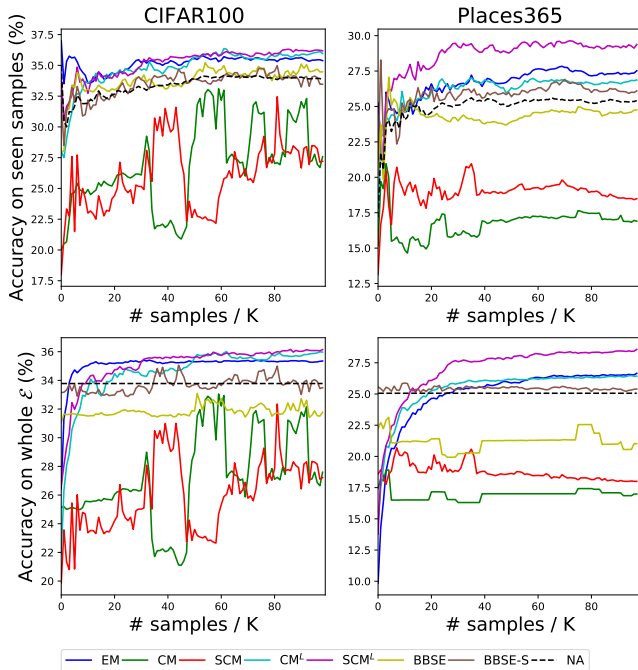 CIFAR100
Places365
Accuracy on seen samples (%)
37.5
35.0
32.5
30.0
27.5
25.0
22.5
20.0
17.5
0 20 40 60 80
# samples / K
30.0
27.5
25.0
22.5
20.0
17.5
15.0
12.5
0 20 40 60 80
# samples / K
Accuracy on whole ℰ (%)
36
34
32
30
28
26
24
22
20
0 20 40 60 80
# samples / K
27.5
25.0
22.5
20.0
17.5
15.0
12.5
10.0
0 20 40 60 80
# samples / K
EM CM SCM CM^L SCM^L BBSE BBSE-S NA